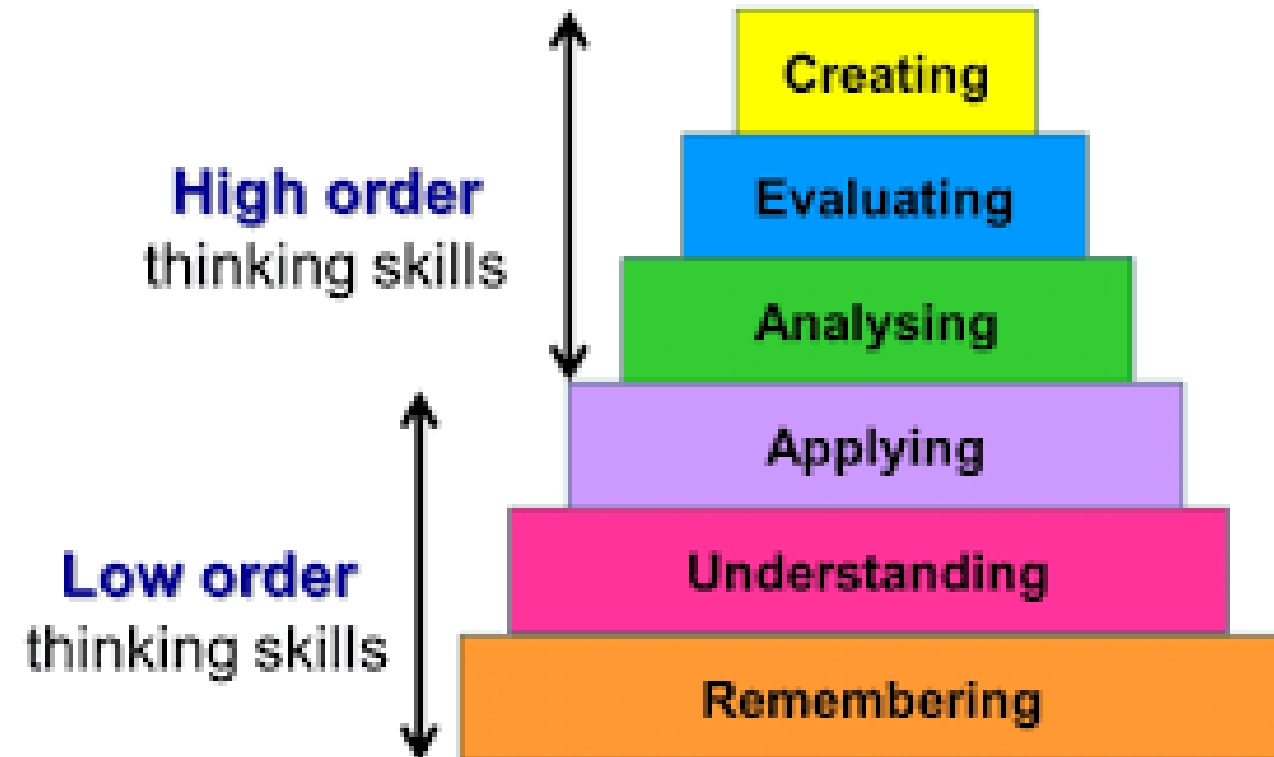 Creating
Evaluating
High order
thinking skills
Analysing
Applying
Understanding
Low order
thinking skills
Remembering